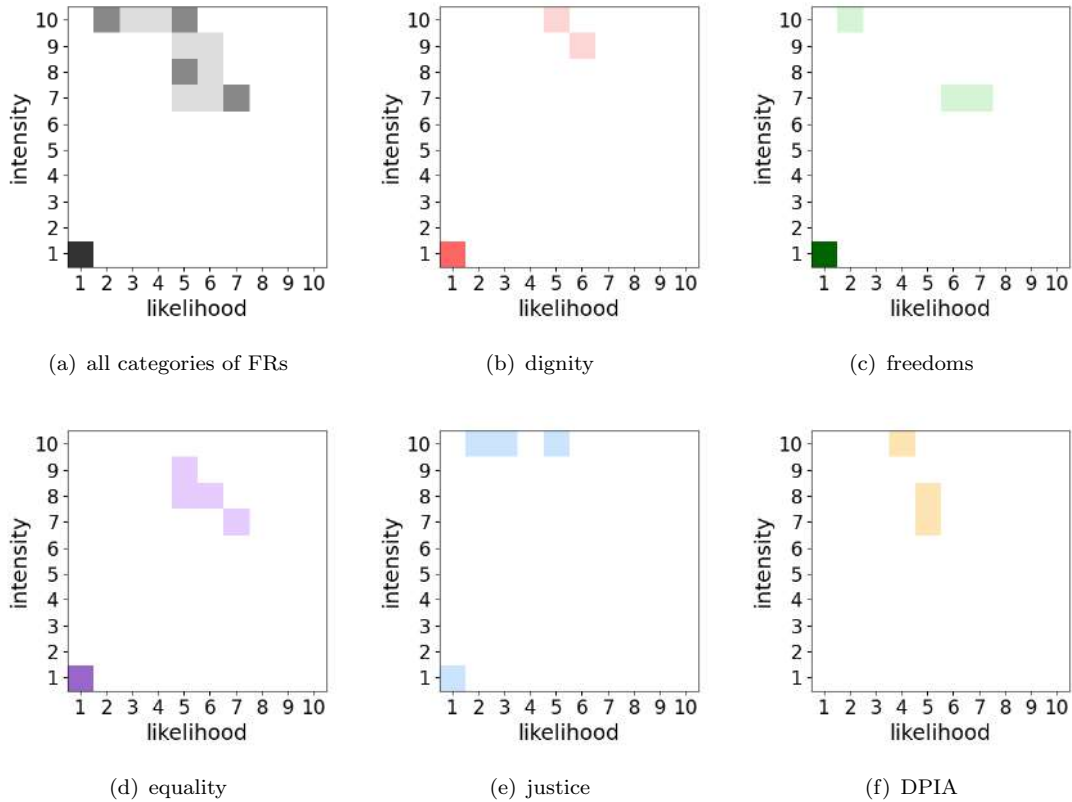 10
9
8
7
6
5
4
3
2
1
intensity
1 2 3 4 5 6 7 8 9 10
likelihood
(a) all categories of FRs
10
9
8
7
6
5
4
3
2
1
intensity
1 2 3 4 5 6 7 8 9 10
likelihood
(b) dignity
10
9
8
7
6
5
4
3
2
1
intensity
1 2 3 4 5 6 7 8 9 10
likelihood
(c) freedoms
10
9
8
7
6
5
4
3
2
1
intensity
1 2 3 4 5 6 7 8 9 10
likelihood
(d) equality
10
9
8
7
6
5
4
3
2
1
intensity
1 2 3 4 5 6 7 8 9 10
likelihood
(e) justice
10
9
8
7
6
5
4
3
2
1
intensity
1 2 3 4 5 6 7 8 9 10
likelihood
(f) DPIA